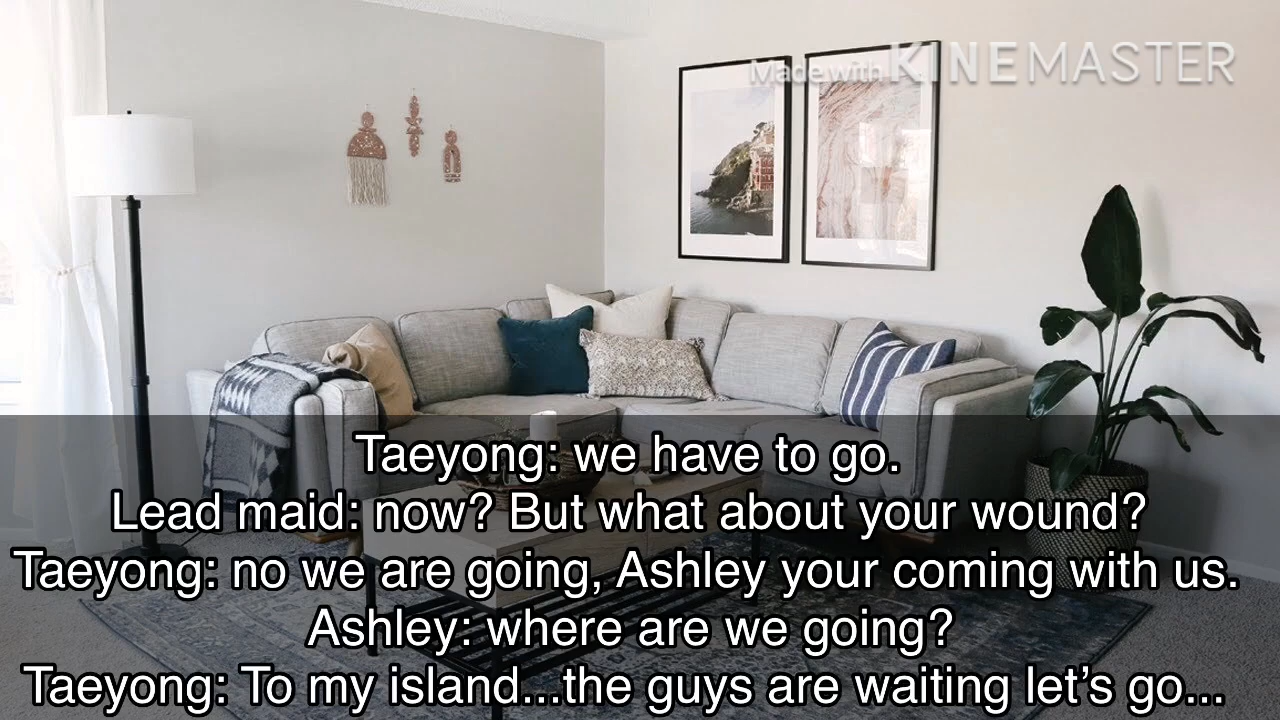 Made with KINEMASTER
Taeyong: we have to go.
Lead maid: now? But what about your wound?
Taeyong: no we are going, Ashley your coming with us.
Ashley: where are we going?
Taeyong: To my island...the guys are waiting let’s go...